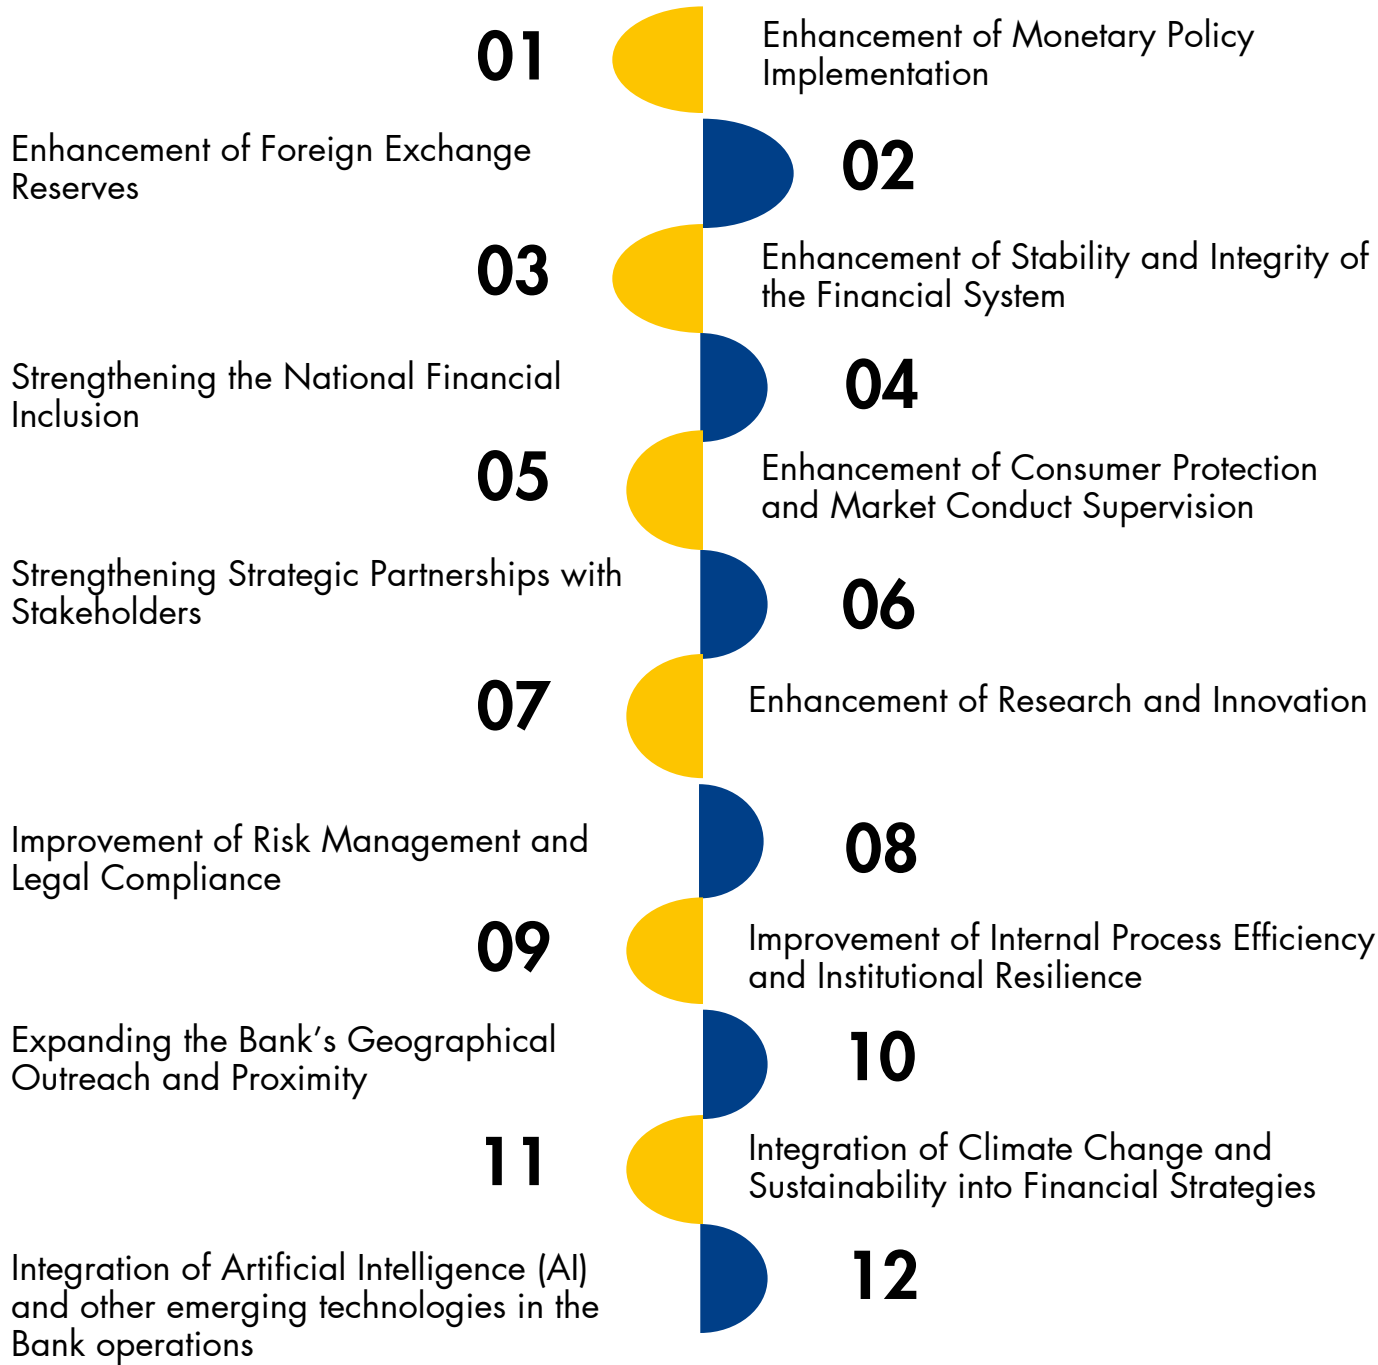 01
Enhancement of Monetary Policy
Implementation
Enhancement of Foreign Exchange
Reserves
02
03
Enhancement of Stability and Integrity of
the Financial System
Strengthening the National Financial
Inclusion
04
05
Enhancement of Consumer Protection
and Market Conduct Supervision
Strengthening Strategic Partnerships with
Stakeholders
06
07
Enhancement of Research and Innovation
Improvement of Risk Management and
Legal Compliance
08
09
Improvement of Internal Process Efficiency
and Institutional Resilience
Expanding the Bank’s Geographical
Outreach and Proximity
10
11
Integration of Climate Change and
Sustainability into Financial Strategies
Integration of Artificial Intelligence (AI)
and other emerging technologies in the
Bank operations
12